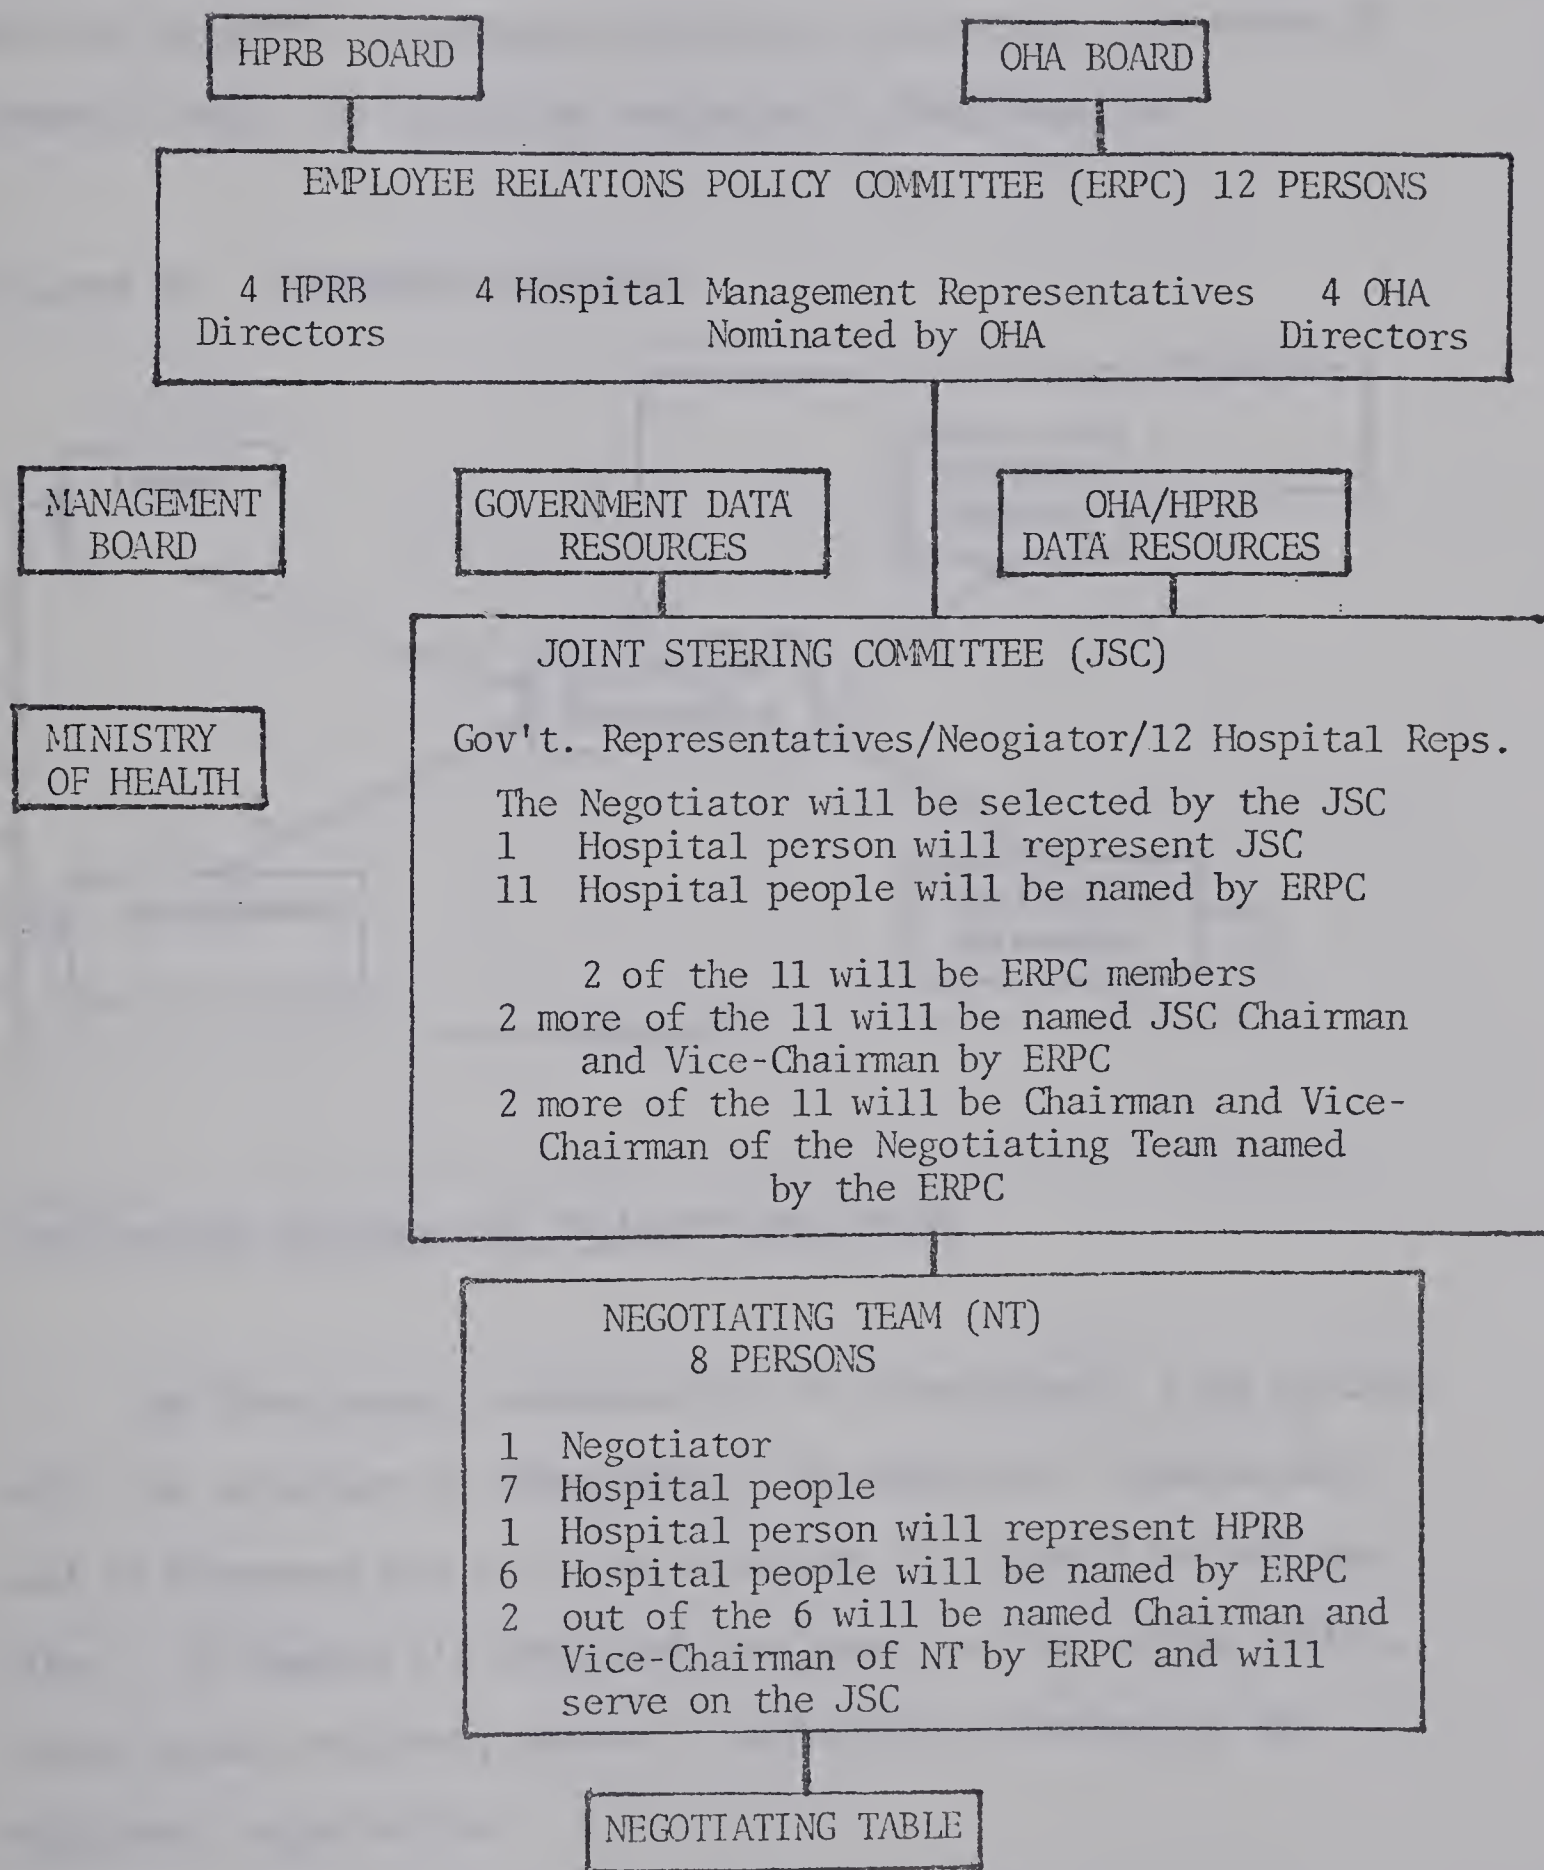 HPRB BOARD
OHA BOARD
EMPLOYEE RELATIONS POLICY COMMITTEE (ERPC) 12 PERSONS
4 HPRB
Directors
4 Hospital Management Representatives
Nominated by OHA
4 OHA
Directors
MANAGEMENT
BOARD
GOVERNMENT DATA
RESOURCES
OHA/HPRB
DATA RESOURCES
MINISTRY
OF HEALTH
JOINT STEERING COMMITTEE (JSC)
Gov't. Representatives/Neogiator/12 Hospital Reps.
The Negotiator will be selected by the JSC
1 Hospital person will represent JSC
11 Hospital people will be named by ERPC
2 of the 11 will be ERPC members
2 more of the 11 will be named JSC Chairman
and Vice-Chairman by ERPC
2 more of the 11 will be Chairman and Vice-
Chairman of the Negotiating Team named
by the ERPC
NEGOTIATING TEAM (NT)
8 PERSONS
1 Negotiator
7 Hospital people
1 Hospital person will represent HPRB
6 Hospital people will be named by ERPC
2 out of the 6 will be named Chairman and
Vice-Chairman of NT by ERPC and will
serve on the JSC
NEGOTIATING TABLE